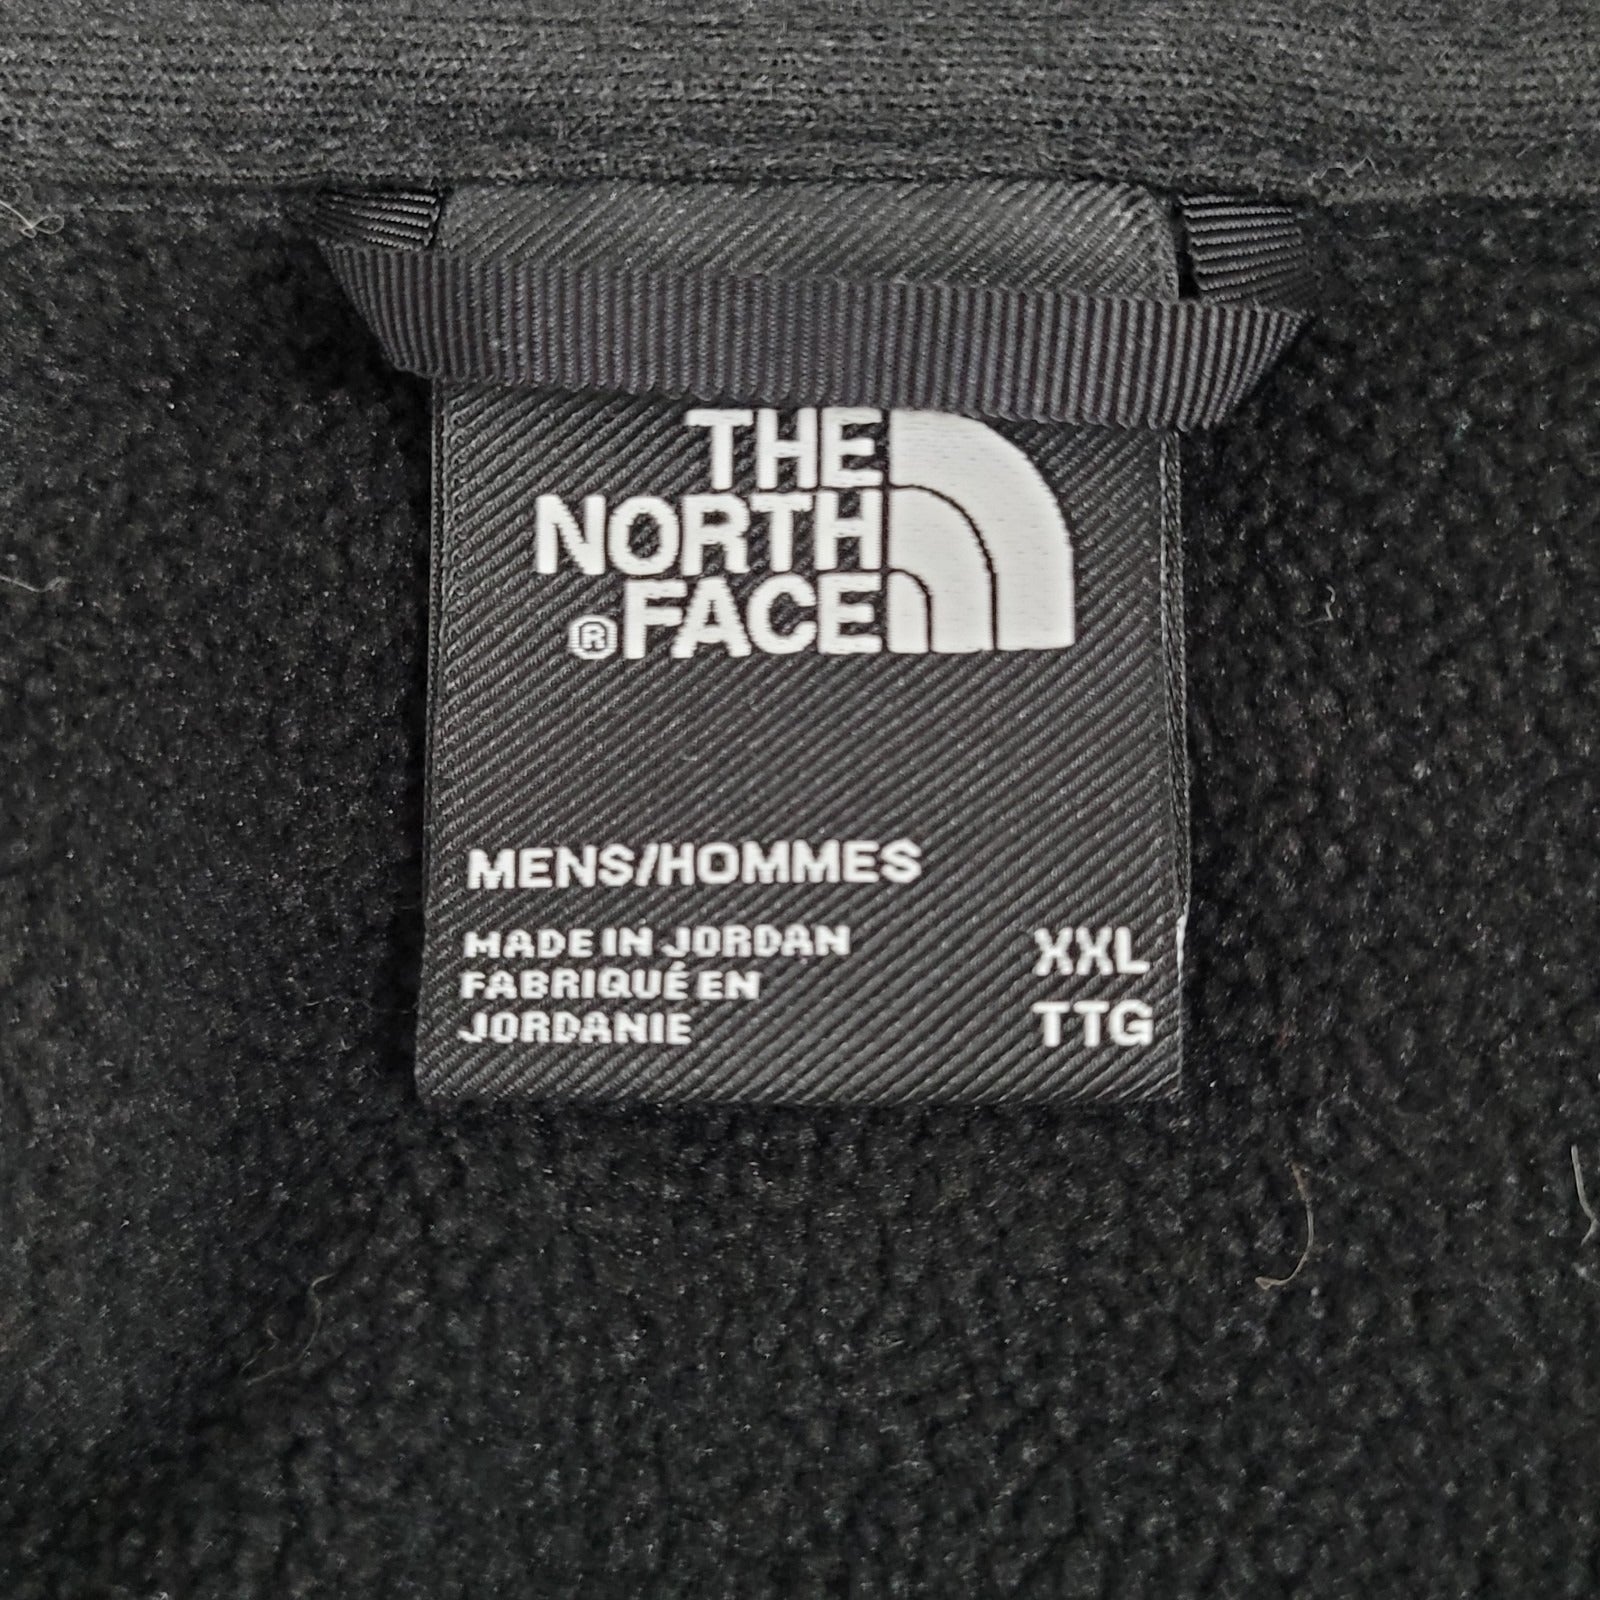 THE
NORTH
®FACE
MENS/HOMMES
MADE IN JORDAN
FABRIQUÉ EN
JORDANIE
XXL
TTG